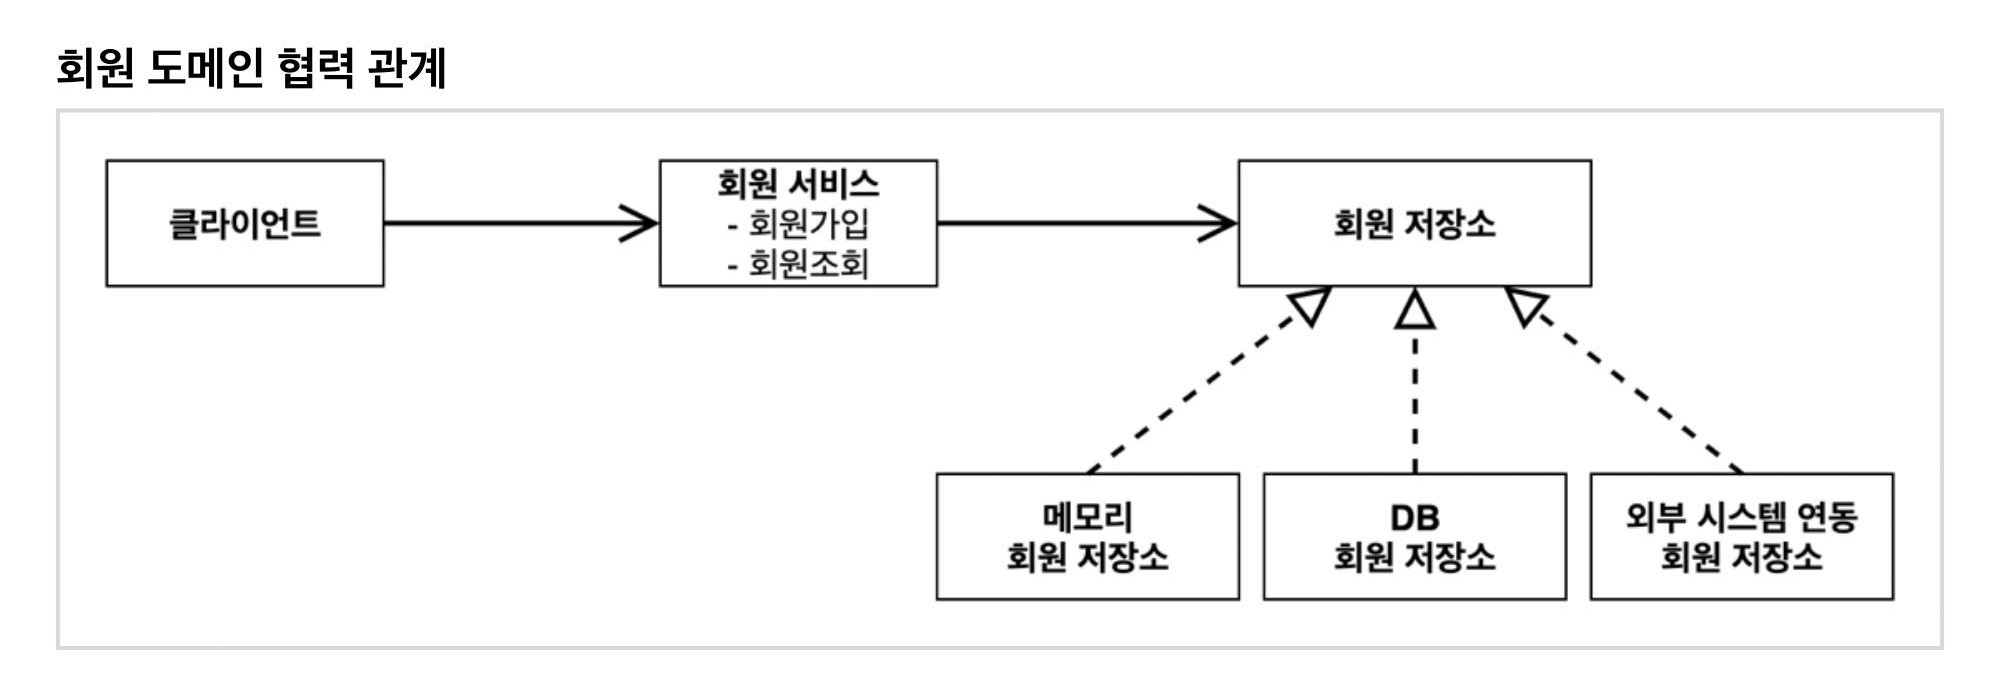 회원 도메인 협력 관계
클라이언트
회원 서비스
- 회원가입
- 회원조회
회원 저장소
메모리
회원 저장소
DB
회원 저장소
외부 시스템 연동
회원 저장소